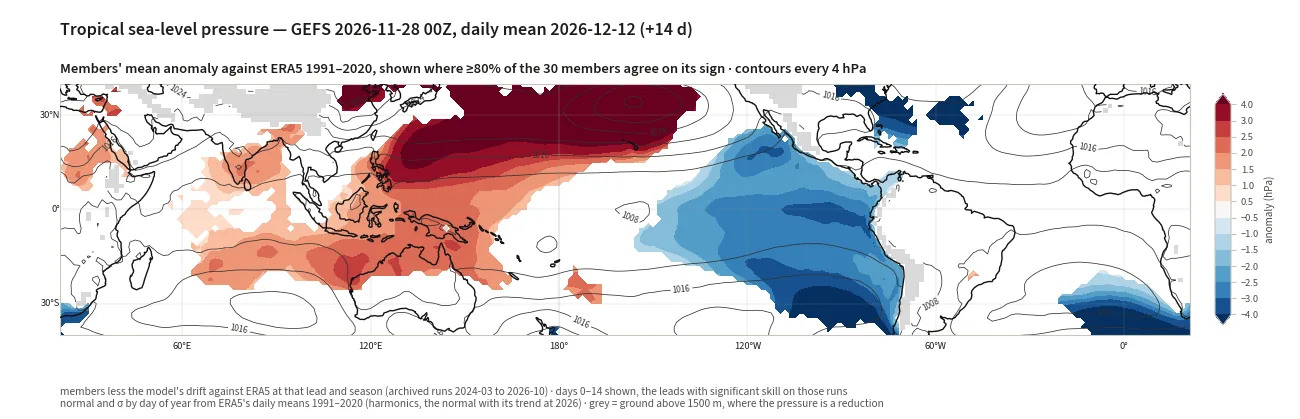 Tropical sea-level pressure — GEFS 2026-11-28 00Z, daily mean 2026-12-12 (+14 d)
Members' mean anomaly against ERA5 1991–2020, shown where ≥80% of the 30 members agree on its sign · contours every 4 hPa
1024
1016
1016
30°N
1016
0°
1008
30°S
1016
1008
1016
1016
60°E
120°E
180°
120°W
60°W
0°
4.0
3.0
2.5
2.0
1.5
1.0
0.5
−0.5
−1.0
−1.5
−2.0
−2.5
−3.0
−4.0
anomaly (hPa)
members less the model's drift against ERA5 at that lead and season (archived runs 2024-03 to 2026-10) · days 0–14 shown, the leads with significant skill on those runs
normal and σ by day of year from ERA5's daily means 1991–2020 (harmonics, the normal with its trend at 2026) · grey = ground above 1500 m, where the pressure is a reduction